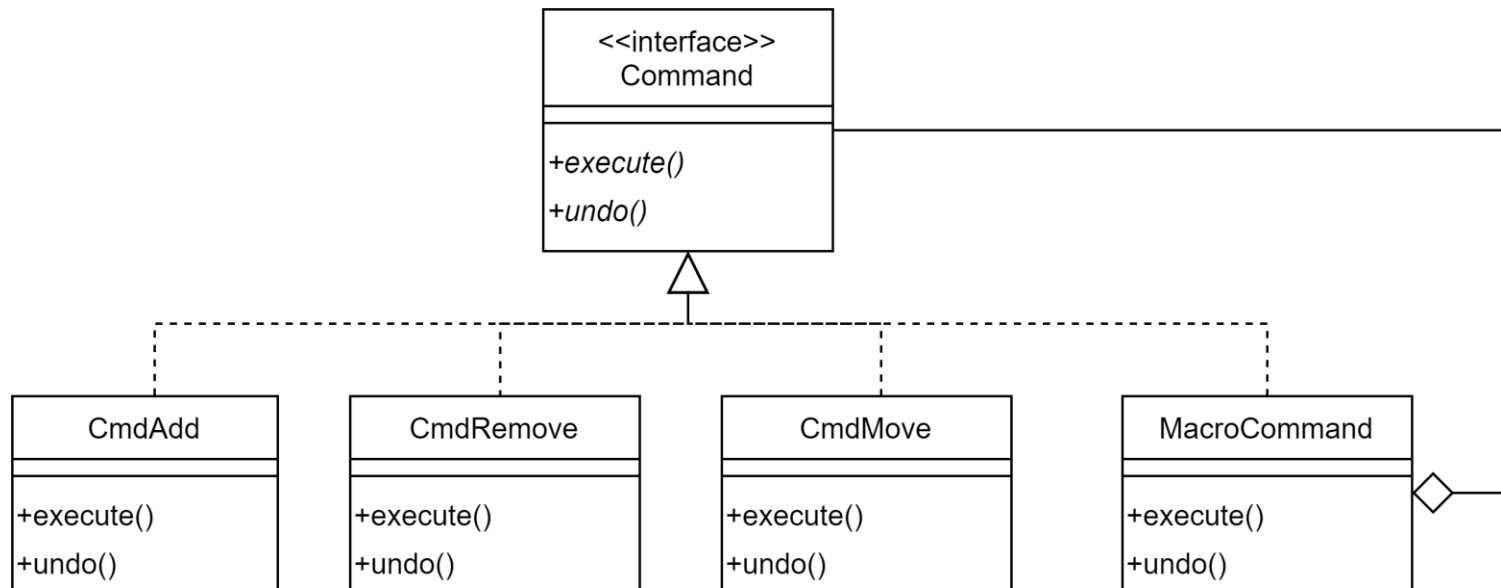 <<interface>>
Command
+execute()
+undo()
CmdAdd
+execute()
+undo()
CmdRemove
+execute()
+undo()
CmdMove
+execute()
+undo()
MacroCommand
+execute()
+undo()